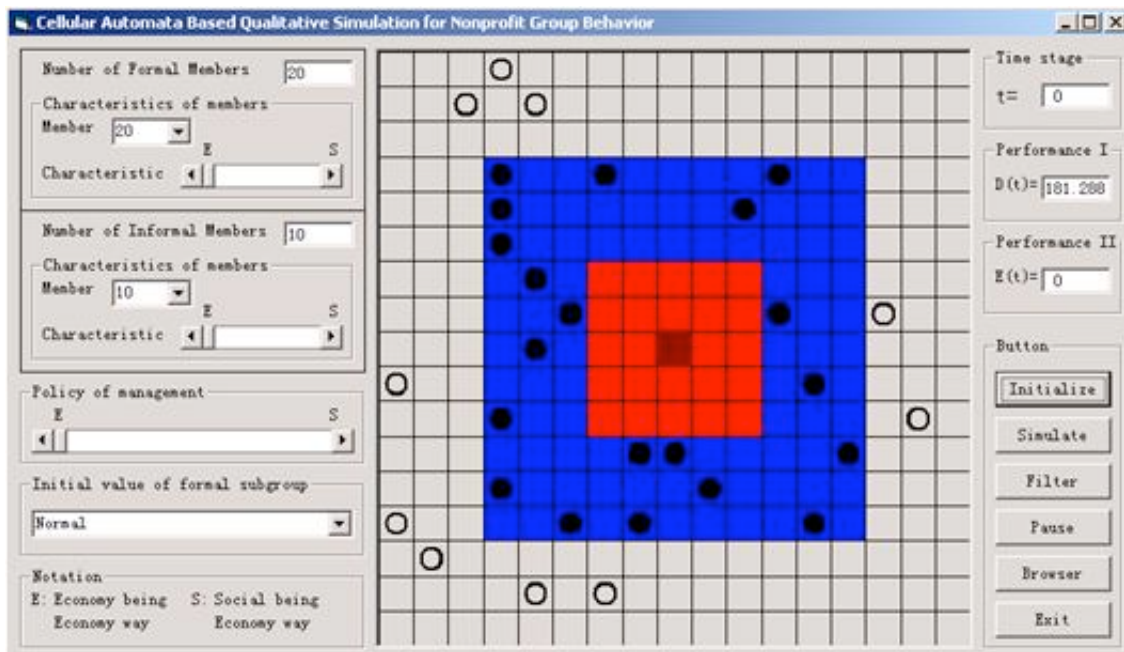 Cellular Automata Based Qualitative Simulation for Nonprofit Group Behavior
Number of Formal Members 20
Characteristics of members
Member 20
E S
Characteristic
Number of Informal Members 10
Characteristics of members
Member 10
E S
Characteristic
Policy of management
E S
Initial value of formal subgroup
Normal
Notation
E: Economy being S: Social being
Economy way Economy way
Time stage
t= 0
Performance I
D(t)= 181.288
Performance II
E(t)= 0
Button
Initialize
Simulate
Filter
Pause
Browser
Exit